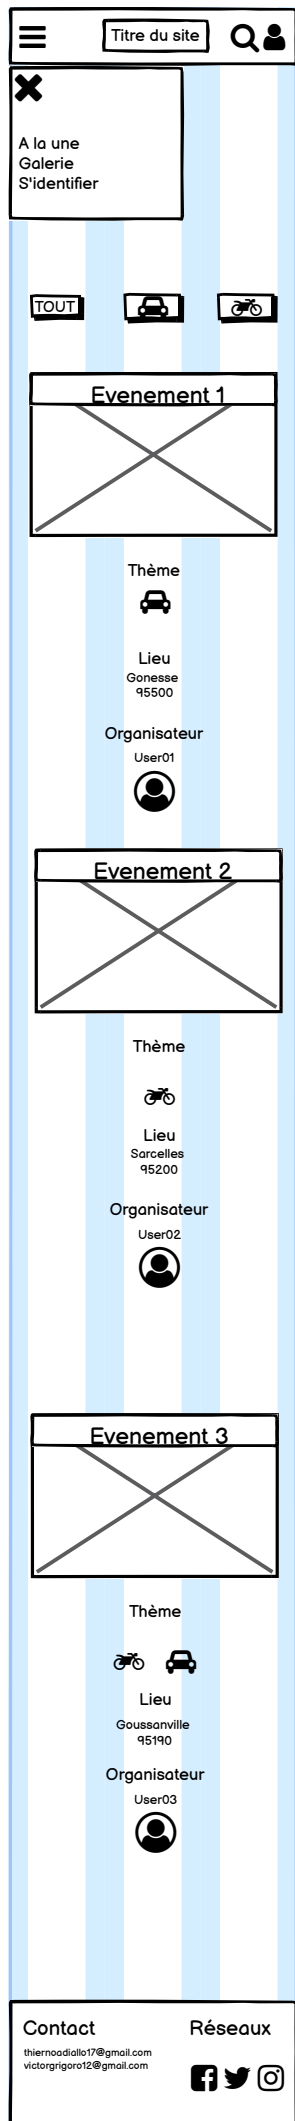 Titre du site
A la une
Galerie
S'identifier
TOUT
Evenement 1
Thème
Lieu
Gonesse
95500
Organisateur
User01
Evenement 2
Thème
Lieu
Sarcelles
95200
Organisateur
User02
Evenement 3
Thème
Lieu
Goussanville
95190
Organisateur
User03
Contact
Réseaux
thiernoadiallo17@gmail.com
victorgrigoro12@gmail.com